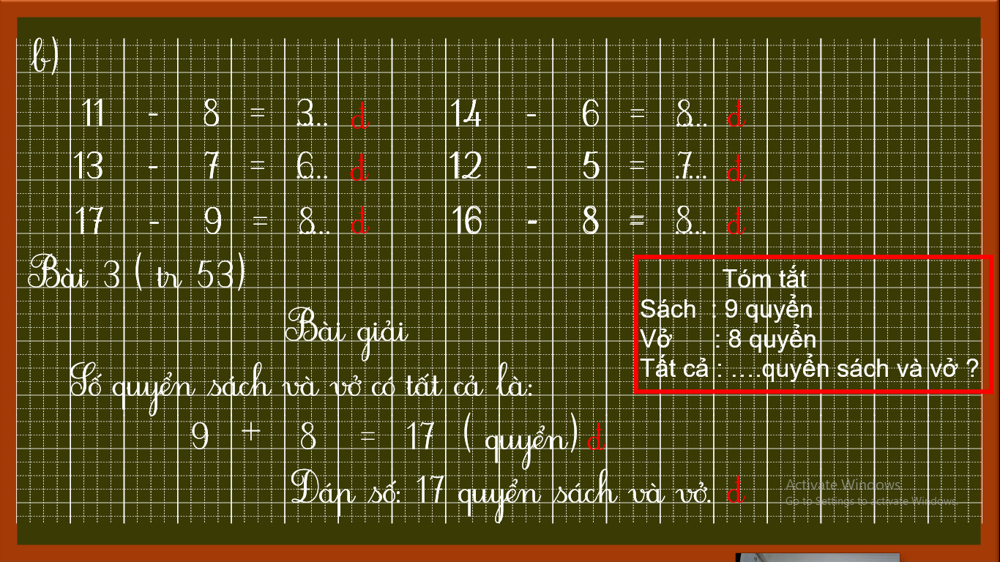 b)
11 - 8 = 3.... đ 14 - 6 = 8.... đ
13 - 7 = 6.... đ 12 - 5 = 7.... đ
17 - 9 = 8.... đ 16 - 8 = 8.... đ
Bài 3 ( tr 53)
Tóm tắt
Sách : 9 quyển
Vở : 8 quyển
Tất cả : ….quyển sách và vở ?
Bài giải
Số quyển sách và vở có tất cả là:
9 + 8 = 17 ( quyển) đ
Đáp số: 17 quyển sách và vở. đ
Activate Windows
Go to Settings to activate Windows.